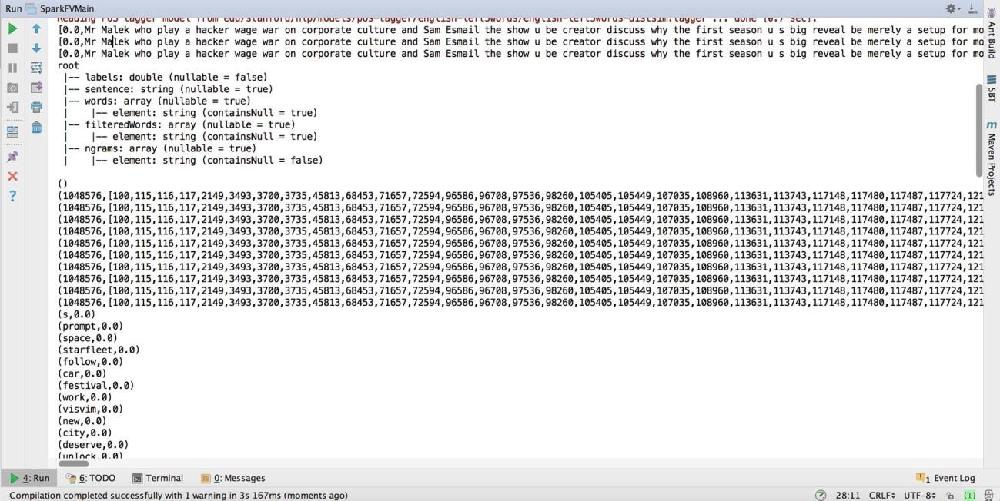 Run SparkFVMain
Reading POS tagger model from edu/stanford/nlp/models/pos-tagger/english-left3words/english-left3words-distsim.tagger ... done [0.7 sec].
[0.0,Mr Malek who play a hacker wage war on corporate culture and Sam Esmail the show u be creator discuss why the first season u s big reveal be merely a setup for mo
[0.0,Mr Malek who play a hacker wage war on corporate culture and Sam Esmail the show u be creator discuss why the first season u s big reveal be merely a setup for mo
[0.0,Mr Malek who play a hacker wage war on corporate culture and Sam Esmail the show u be creator discuss why the first season u s big reveal be merely a setup for mo
root
|-- labels: double (nullable = false)
|-- sentence: string (nullable = true)
|-- words: array (nullable = true)
| |-- element: string (containsNull = true)
|-- filteredWords: array (nullable = true)
| |-- element: string (containsNull = true)
|-- ngrams: array (nullable = true)
| |-- element: string (containsNull = false)
()
(1048576,[100,115,116,117,2149,3493,3700,3735,45813,68453,71657,72594,96586,96708,97536,98260,105405,105449,107035,108960,113631,113743,117148,117480,117487,117724,121
(1048576,[100,115,116,117,2149,3493,3700,3735,45813,68453,71657,72594,96586,96708,97536,98260,105405,105449,107035,108960,113631,113743,117148,117480,117487,117724,121
(1048576,[100,115,116,117,2149,3493,3700,3735,45813,68453,71657,72594,96586,96708,97536,98260,105405,105449,107035,108960,113631,113743,117148,117480,117487,117724,121
(1048576,[100,115,116,117,2149,3493,3700,3735,45813,68453,71657,72594,96586,96708,97536,98260,105405,105449,107035,108960,113631,113743,117148,117480,117487,117724,121
(1048576,[100,115,116,117,2149,3493,3700,3735,45813,68453,71657,72594,96586,96708,97536,98260,105405,105449,107035,108960,113631,113743,117148,117480,117487,117724,121
(1048576,[100,115,116,117,2149,3493,3700,3735,45813,68453,71657,72594,96586,96708,97536,98260,105405,105449,107035,108960,113631,113743,117148,117480,117487,117724,121
(1048576,[100,115,116,117,2149,3493,3700,3735,45813,68453,71657,72594,96586,96708,97536,98260,105405,105449,107035,108960,113631,113743,117148,117480,117487,117724,121
(1048576,[100,115,116,117,2149,3493,3700,3735,45813,68453,71657,72594,96586,96708,97536,98260,105405,105449,107035,108960,113631,113743,117148,117480,117487,117724,121
(1048576,[100,115,116,117,2149,3493,3700,3735,45813,68453,71657,72594,96586,96708,97536,98260,105405,105449,107035,108960,113631,113743,117148,117480,117487,117724,121
(1048576,[100,115,116,117,2149,3493,3700,3735,45813,68453,71657,72594,96586,96708,97536,98260,105405,105449,107035,108960,113631,113743,117148,117480,117487,117724,121
(s,0.0)
(prompt,0.0)
(space,0.0)
(starfleet,0.0)
(follow,0.0)
(car,0.0)
(festival,0.0)
(work,0.0)
(visvim,0.0)
(new,0.0)
(city,0.0)
(deserve,0.0)
(unlock,0.0)
Ant Build
SBT
Maven Projects
4: Run 6: TODO Terminal 0: Messages 1 Event Log
Compilation completed successfully with 1 warning in 3s 167ms (moments ago) 28:11 CRLF UTF-8 [T]